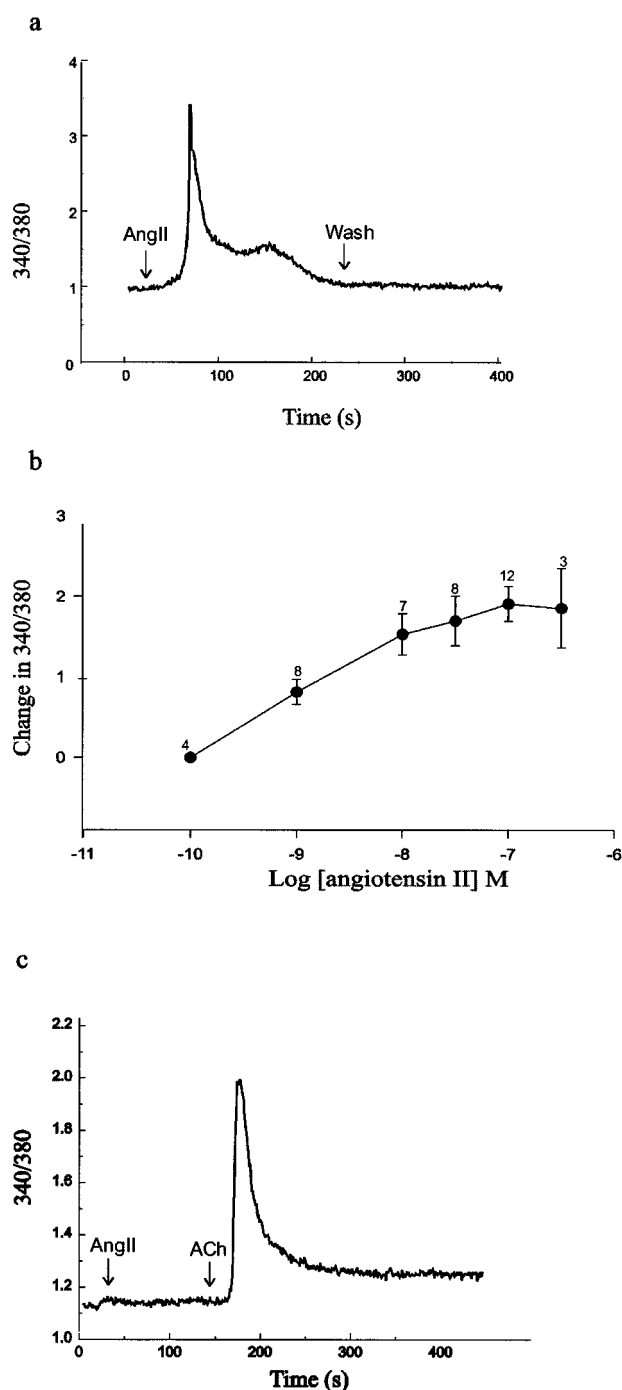 a
4
3
2
1
0
340/380
AngII
Wash
0 100 200 300 400
Time (s)
b
3
2
1
0
Change in 340/380
4
8
7
8
12
3
-11 -10 -9 -8 -7 -6
Log [angiotensin II] M
c
2.2
2.0
1.8
1.6
1.4
1.2
1.0
340/380
AngII
ACh
0 100 200 300 400
Time (s)